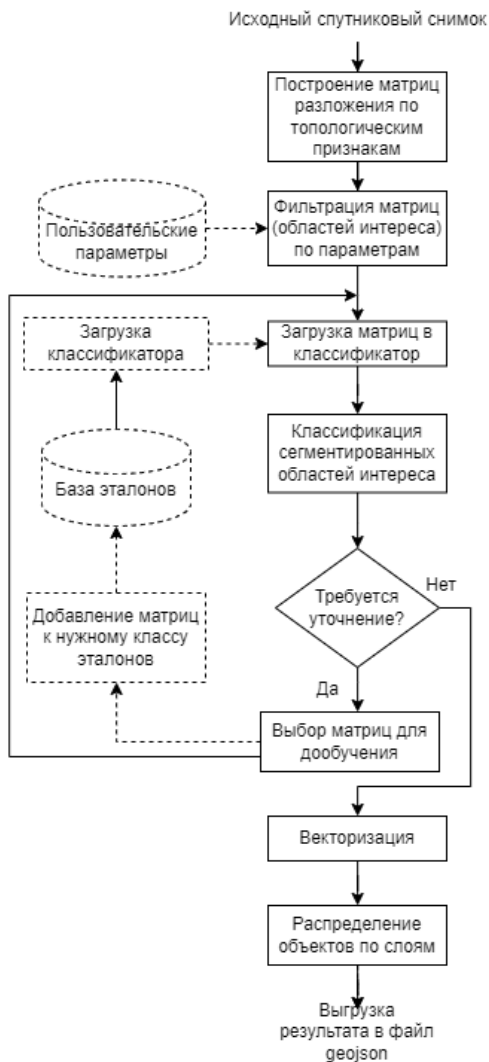 Исходный спутниковый снимок
Построение матриц
разложения по
топологическим
признакам
Пользовательские
параметры
Фильтрация матриц
(областей интереса)
по параметрам
Загрузка
классификатора
Загрузка матриц в
классификатор
Классификация
сегментированных
областей интереса
База эталонов
Требуется
уточнение?
Нет
Да
Добавление матриц
к нужному классу
эталонов
Выбор матриц для
дообучения
Векторизация
Распределение
объектов по слоям
Выгрузка
результата в файл
geojson